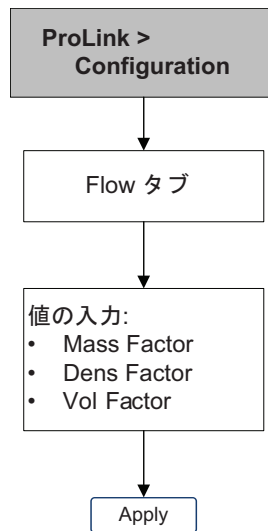 ProLink >
Configuration
Flow タブ
値の入力:
• Mass Factor
• Dens Factor
• Vol Factor
Apply